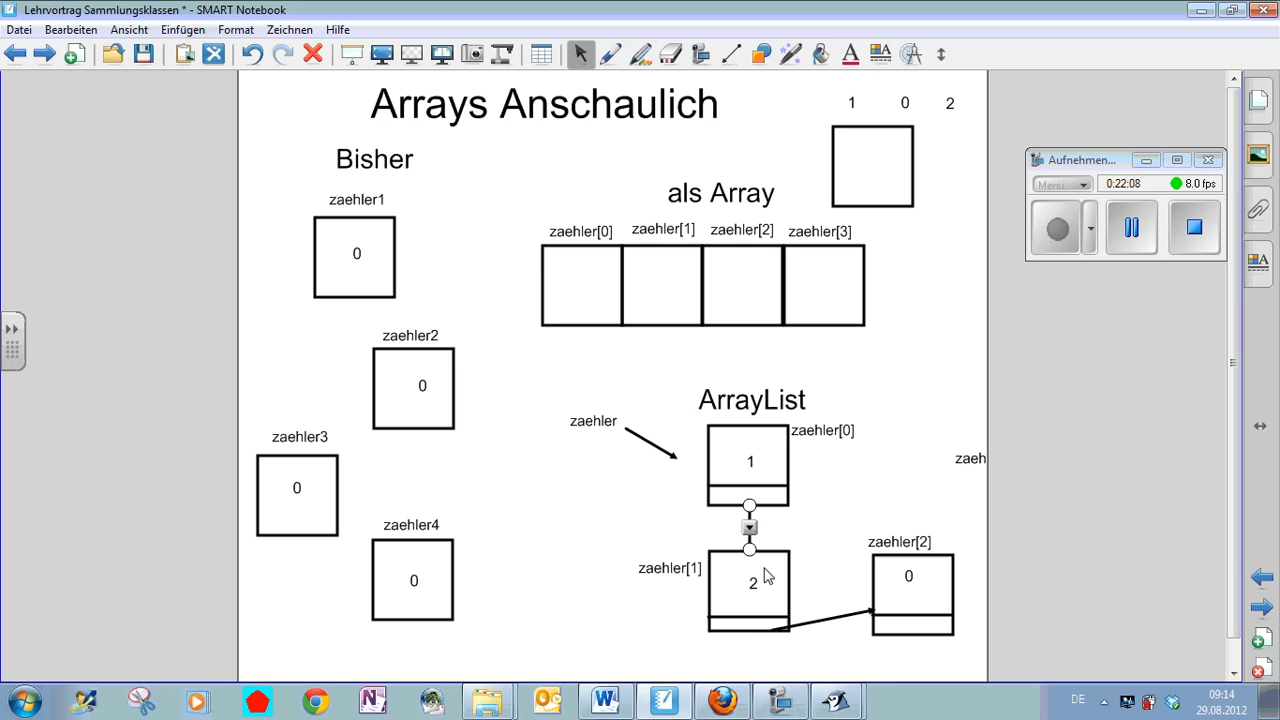 Lehrvortrag Sammlungsklassen * - SMART Notebook
Datei Bearbeiten Ansicht Einfügen Format Zeichnen Hilfe
Arrays Anschaulich
1 0 2
Bisher
als Array
zaehler1
0
zaehler[0] zaehler[1] zaehler[2] zaehler[3]
zaehler2
0
ArrayList
zaehler
zaehler[0]
1
zaehler3
0
zaeh
zaehler4
0
zaehler[1]
2
zaehler[2]
0
Aufnehmen...
Menü
0:22:08
8.0 fps
DE
09:14
29.08.2012